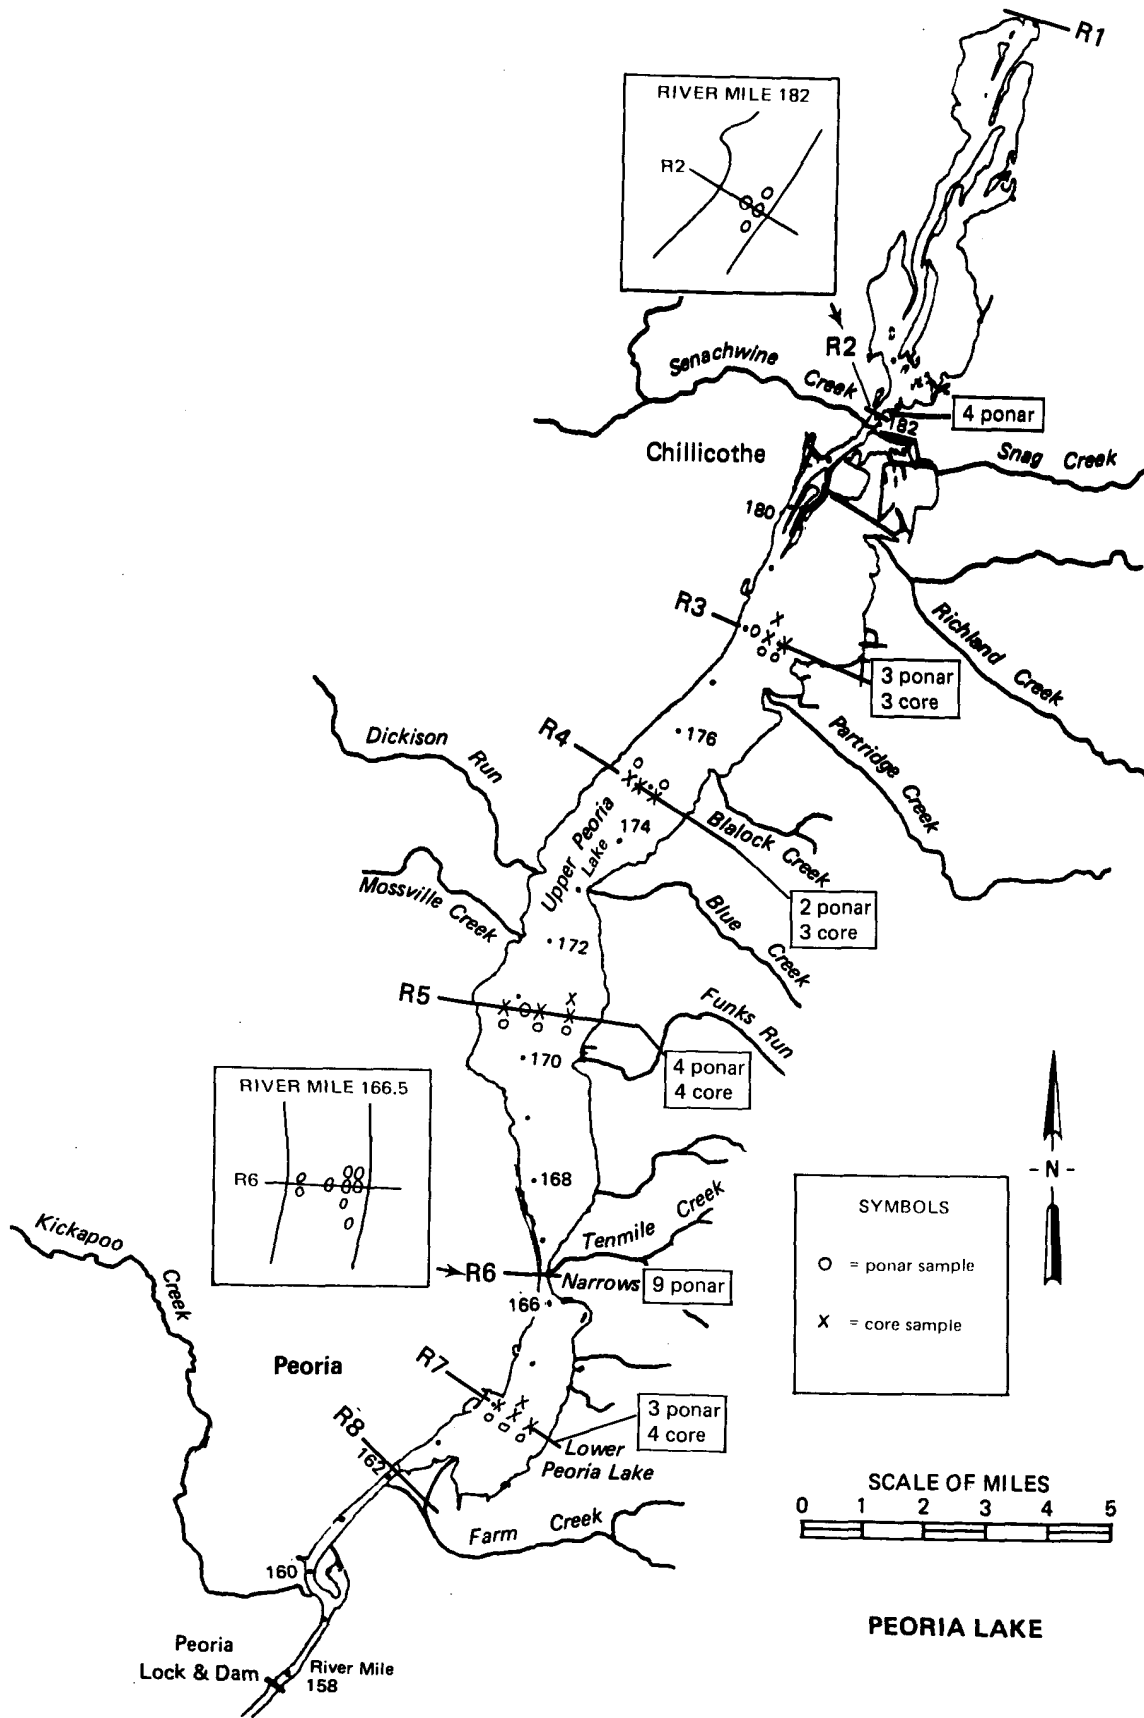 R1
RIVER MILE 182
R2
R2
Senachwine Creek
4 ponar
182
Chillicothe
Snag Creek
180
R3
Richland Creek
3 ponar
3 core
Dickison Run
R4
176
Partridge Creek
Upper Peoria
Lake
174
Blalock Creek
Mossville Creek
2 ponar
3 core
Blue Creek
172
R5
Funks Run
170
4 ponar
4 core
RIVER MILE 166.5
R6
168
- N -
SYMBOLS
O = ponar sample
X = core sample
Kickapoo Creek
Tenmile Creek
R6
Narrows
9 ponar
166
Peoria
R7
3 ponar
4 core
R8
162
Lower
Peoria Lake
SCALE OF MILES
0 1 2 3 4 5
Farm Creek
160
PEORIA LAKE
Peoria
Lock & Dam
River Mile
158